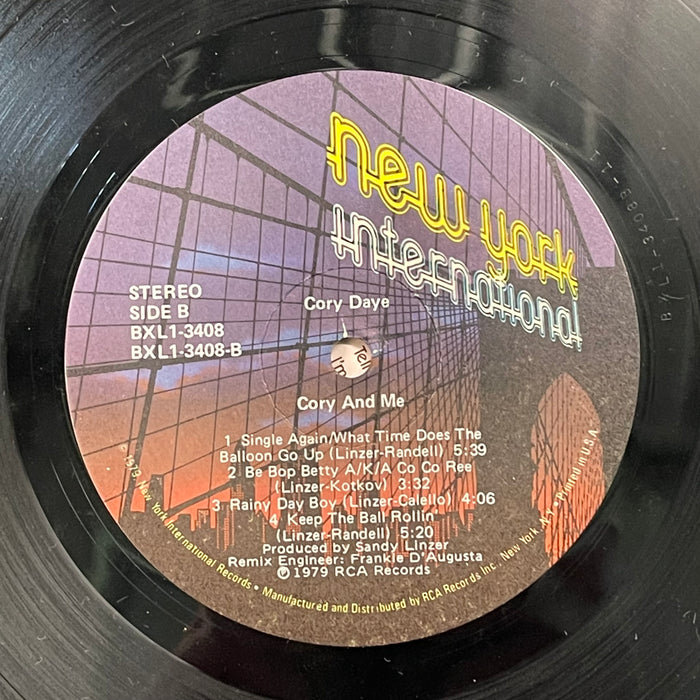 new york
International
STEREO
SIDE B
BXL1-3408
BXL1-3408-B
Cory Daye
Tell
I'm
Cory And Me
1 Single Again/What Time Does The
Balloon Go Up (Linzer-Randell) 5:39
2 Be Bop Betty A/K/A Co Co Ree
(Linzer-Kotkov) 3:32
3 Rainy Day Boy (Linzer-Calello) 4:06
4 Keep The Ball Rollin
(Linzer-Randell) 5:20
Produced by Sandy Linzer
Remix Engineer: Frankie D'Augusta
℗©1979 RCA Records
© 1979, New York International Records • Manufactured and Distributed by RCA Records Inc., New York, N.Y. • Printed in U.S.A.